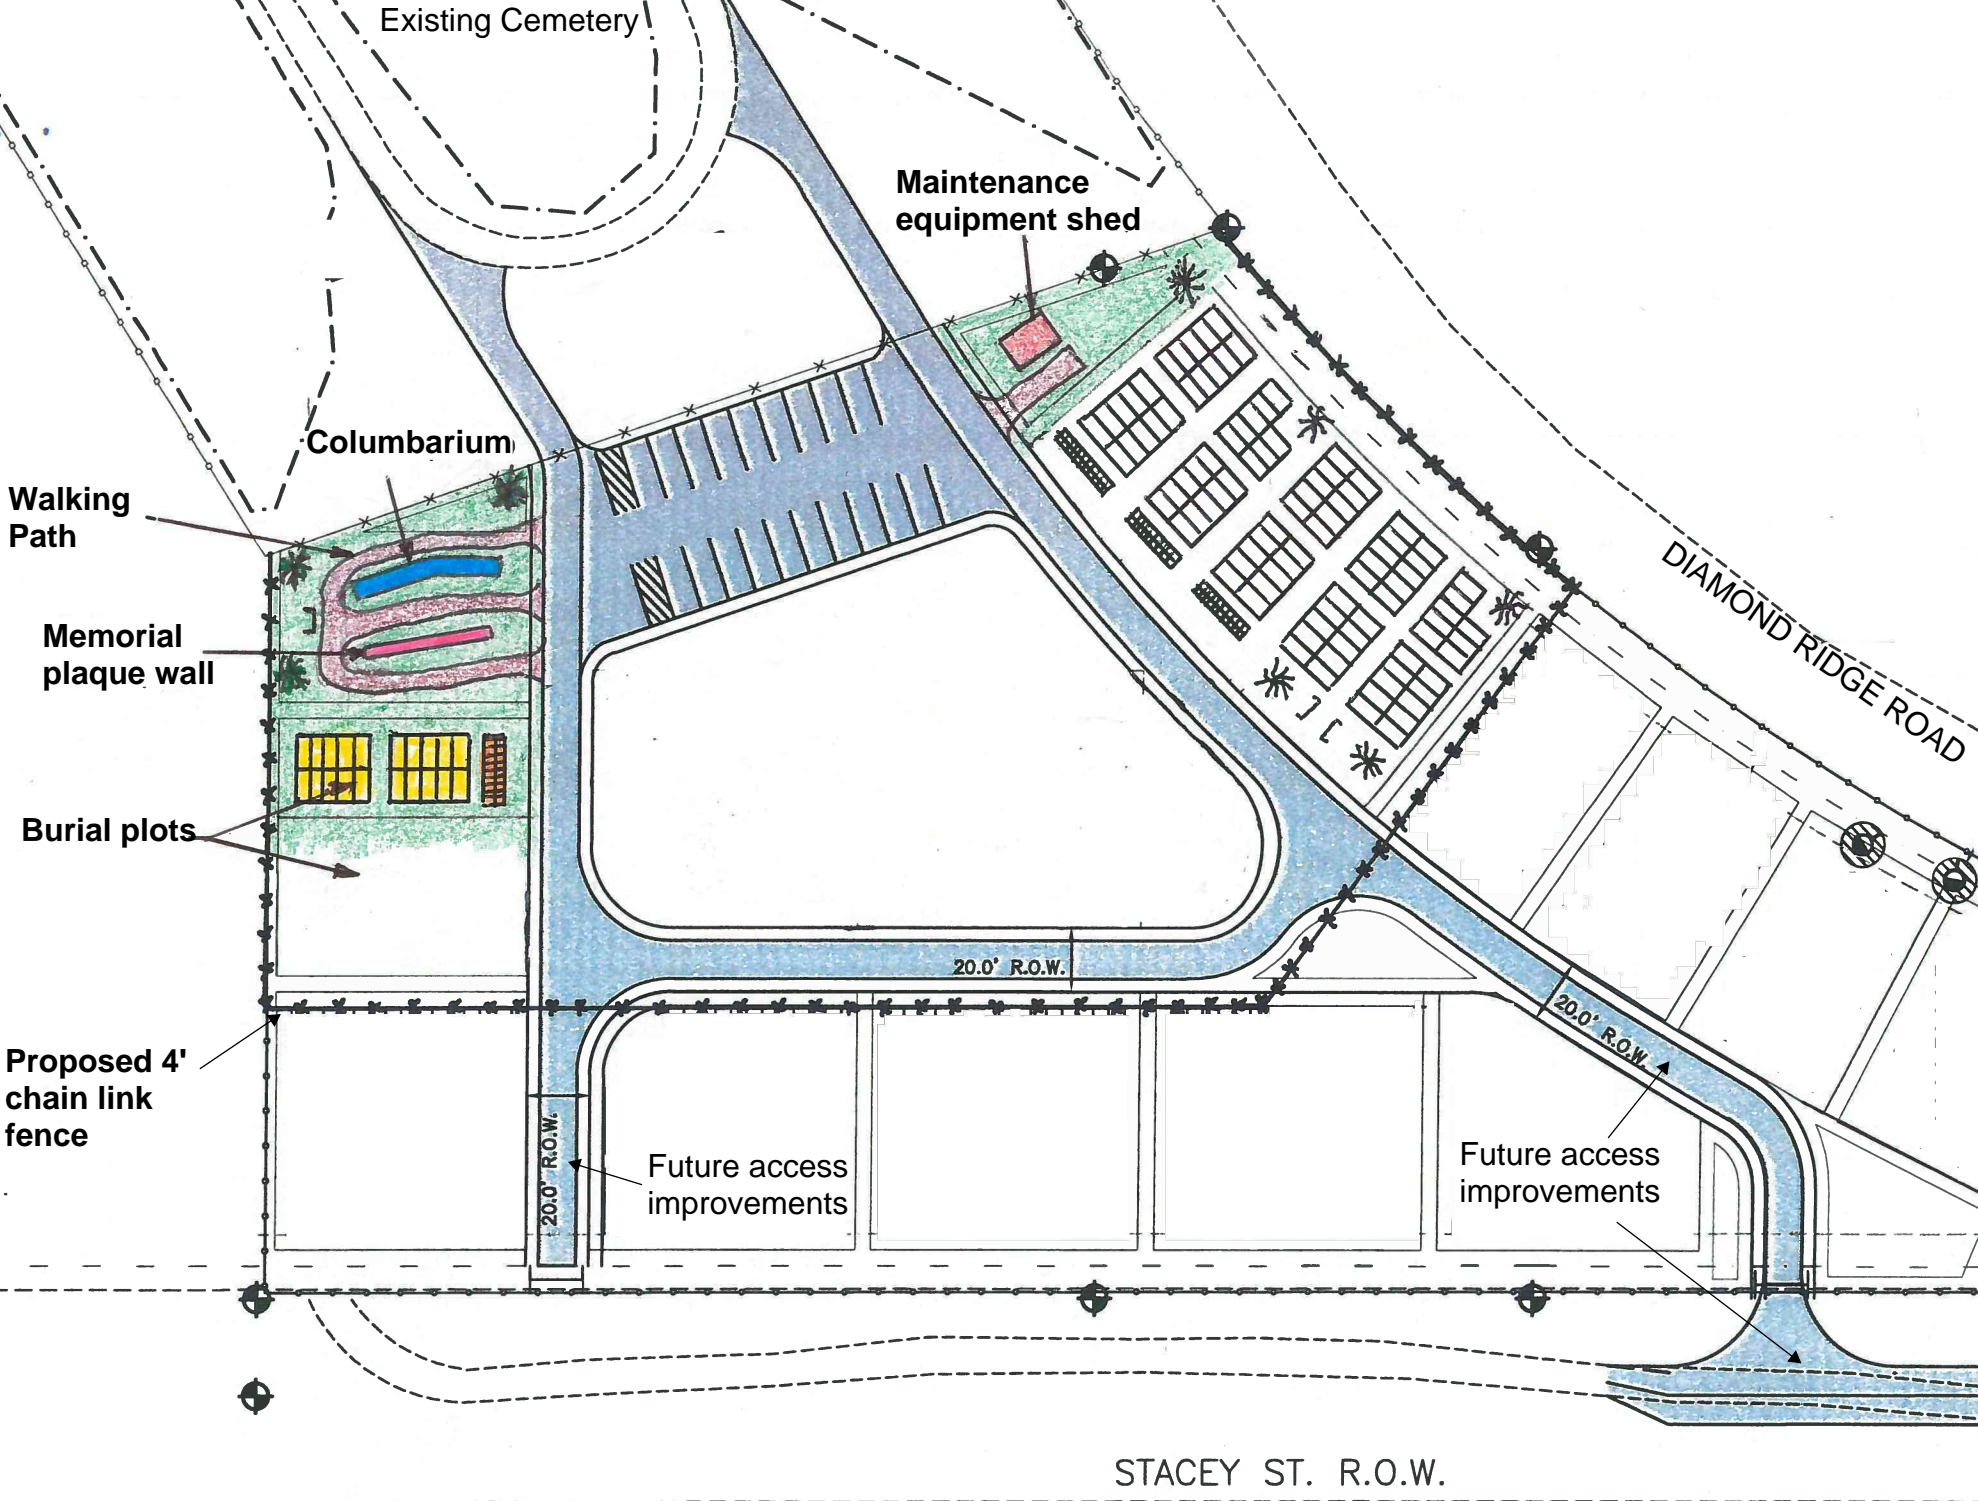 Existing Cemetery
Maintenance
equipment shed
Columbarium
Walking
Path
Memorial
plaque wall
Burial plots
DIAMOND RIDGE ROAD
20.0' R.O.W.
20.0' R.O.W.
Proposed 4'
chain link
fence
20.0' R.O.W.
Future access
improvements
Future access
improvements
STACEY ST. R.O.W.